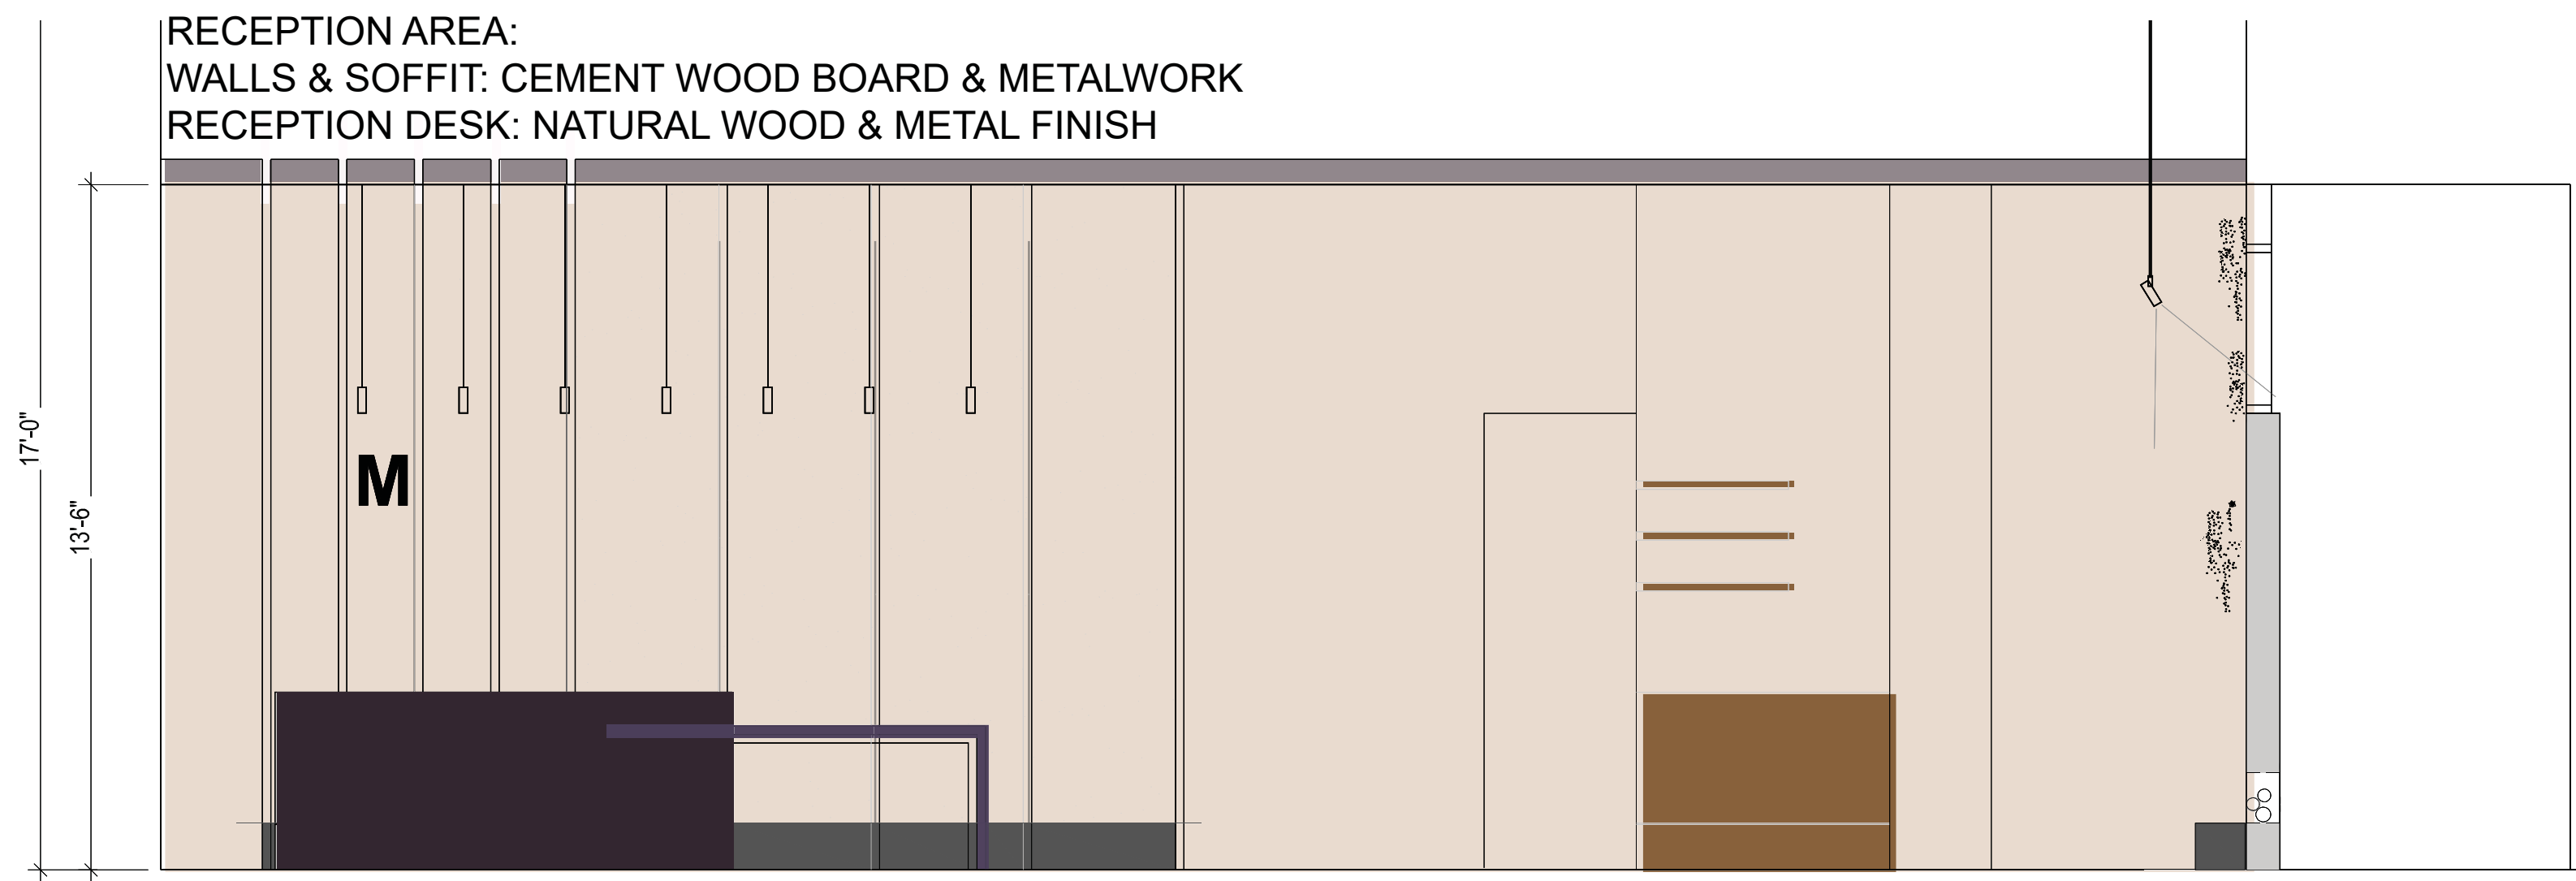 RECEPTION AREA:
WALLS & SOFFIT: CEMENT WOOD BOARD & METALWORK
RECEPTION DESK: NATURAL WOOD & METAL FINISH
17'-0"
13'-6"
M